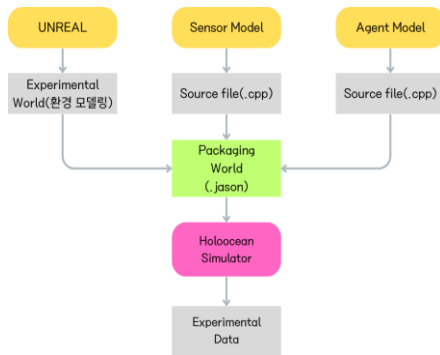 UNREAL
Sensor Model
Agent Model
Experimental
World(환경 모델링)
Source file(.cpp)
Source file(.cpp)
Packaging
World
(.jason)
Holoocean
Simulator
Experimental
Data